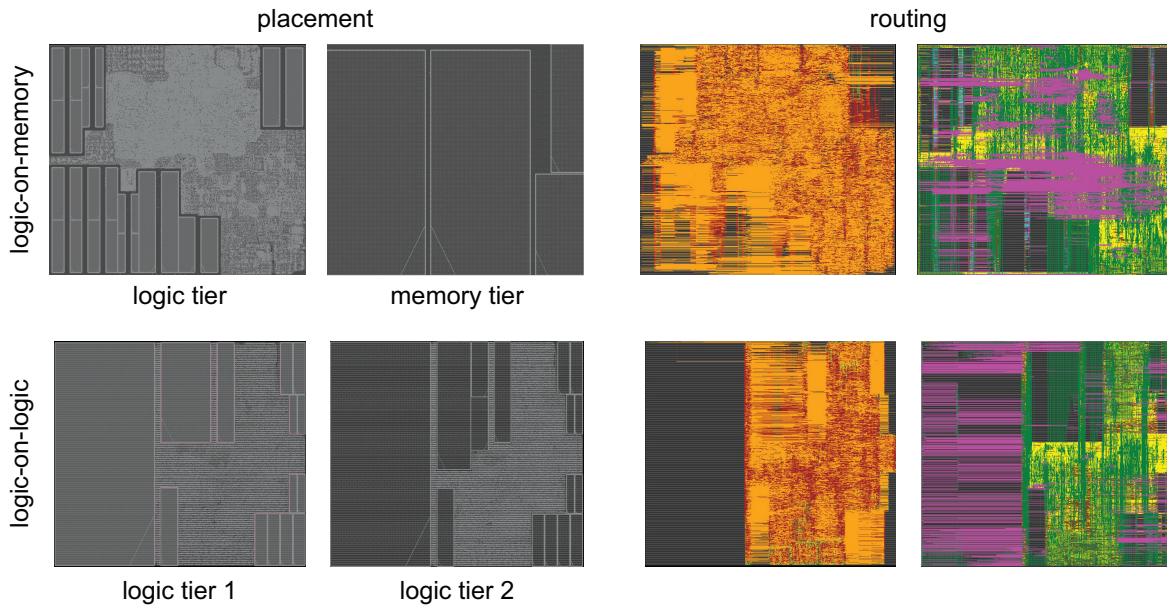 placement
routing
logic-on-memory
logic tier
memory tier
logic-on-logic
logic tier 1
logic tier 2